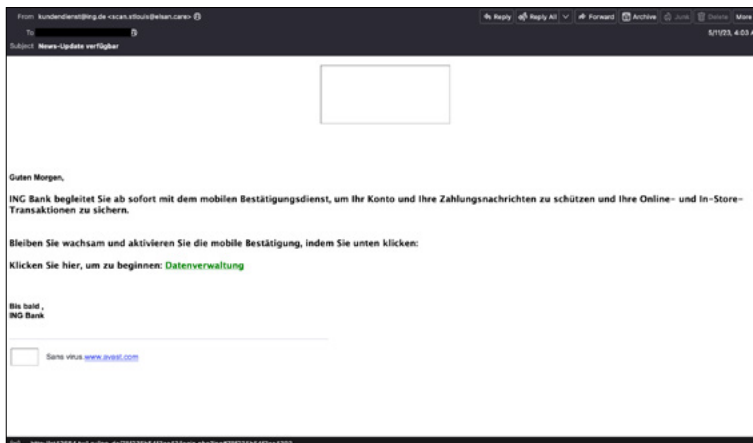 From kundendienst@ing.de <scan.stlouis@elsan.care>
Reply Reply All Forward Archive Junk Delete More
To
5/11/23, 4:03 A
Subject News-Update verfügbar
Guten Morgen,
ING Bank begleitet Sie ab sofort mit dem mobilen Bestätigungsdienst, um Ihr Konto und Ihre Zahlungsnachrichten zu schützen und Ihre Online- und In-Store-
Transaktionen zu sichern.
Bleiben Sie wachsam und aktivieren Sie die mobile Bestätigung, indem Sie unten klicken:
Klicken Sie hier, um zu beginnen: Datenverwaltung
Bis bald ,
ING Bank
Sans virus.www.avast.com